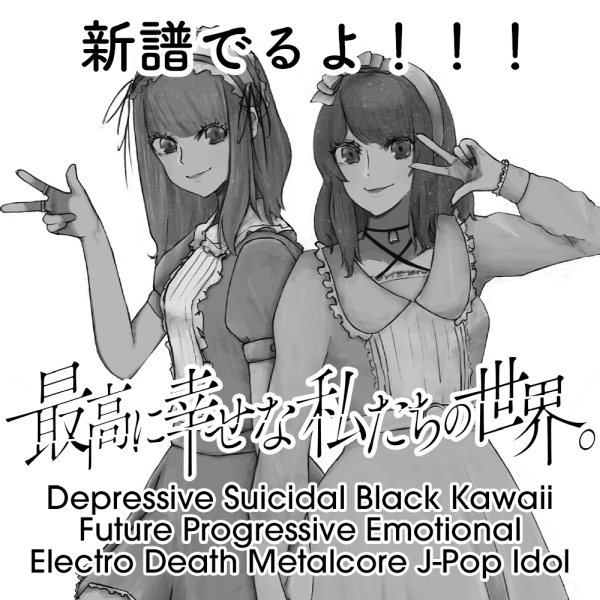 新譜でるよ！！！
最高に幸せな私たちの世界。
Depressive Suicidal Black Kawaii
Future Progressive Emotional
Electro Death Metalcore J-Pop Idol